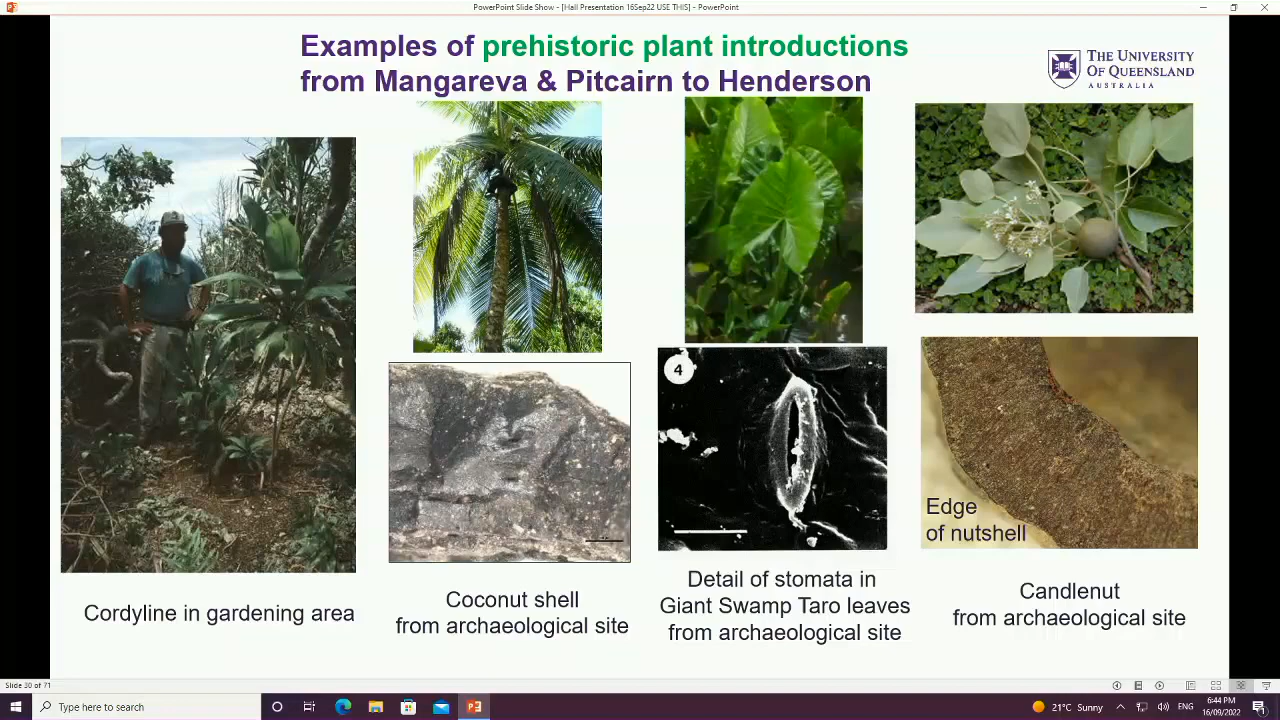 PowerPoint Slide Show - [Hall Presentation 16Sep22 USE THIS] - PowerPoint
Examples of prehistoric plant introductions
from Mangareva & Pitcairn to Henderson
THE UNIVERSITY
OF QUEENSLAND
AUSTRALIA
4
Edge
of nutshell
Cordyline in gardening area
Coconut shell
from archaeological site
Detail of stomata in
Giant Swamp Taro leaves
from archaeological site
Candlenut
from archaeological site
Slide 30 of 71
Type here to search
21°C Sunny
ENG
6:44 PM
16/09/2022